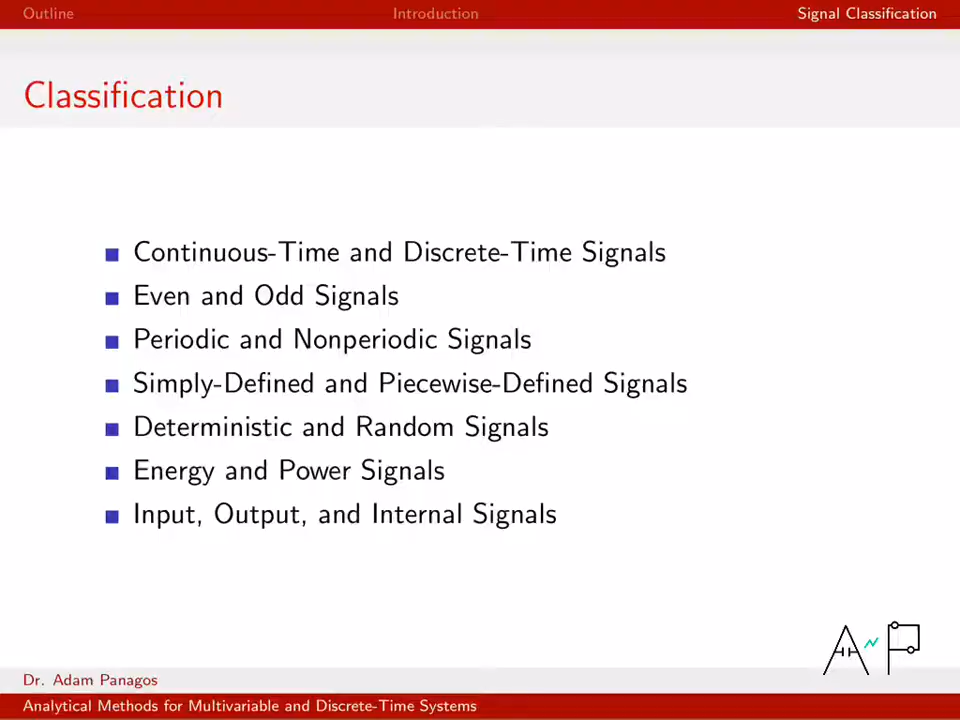 Outline Introduction Signal Classification
Classification
Continuous-Time and Discrete-Time Signals
Even and Odd Signals
Periodic and Nonperiodic Signals
Simply-Defined and Piecewise-Defined Signals
Deterministic and Random Signals
Energy and Power Signals
Input, Output, and Internal Signals
AP
Dr. Adam Panagos
Analytical Methods for Multivariable and Discrete-Time Systems